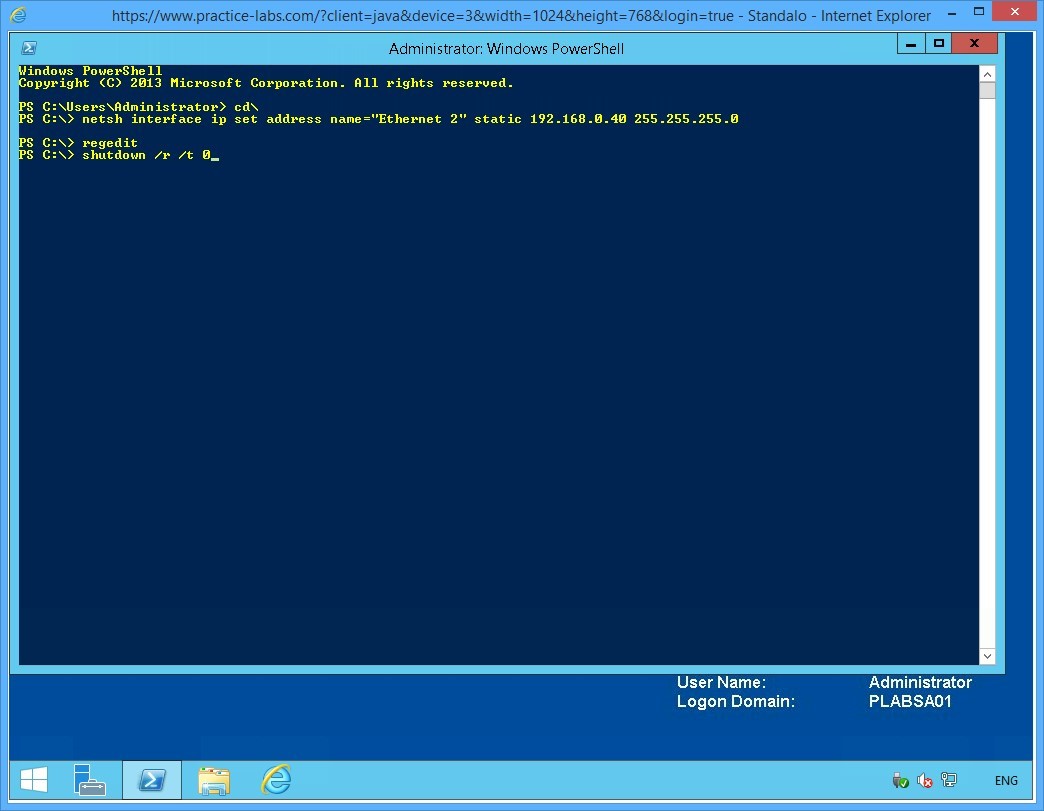 https://www.practice-labs.com/?client=java&device=3&width=1024&height=768&login=true - Standalo - Internet Explorer
Administrator: Windows PowerShell
Windows PowerShell
Copyright (C) 2013 Microsoft Corporation. All rights reserved.
PS C:\Users\Administrator> cd\
PS C:\> netsh interface ip set address name="Ethernet 2" static 192.168.0.40 255.255.255.0
PS C:\> regedit
PS C:\> shutdown /r /t 0_
User Name: Administrator
Logon Domain: PLABSA01
ENG